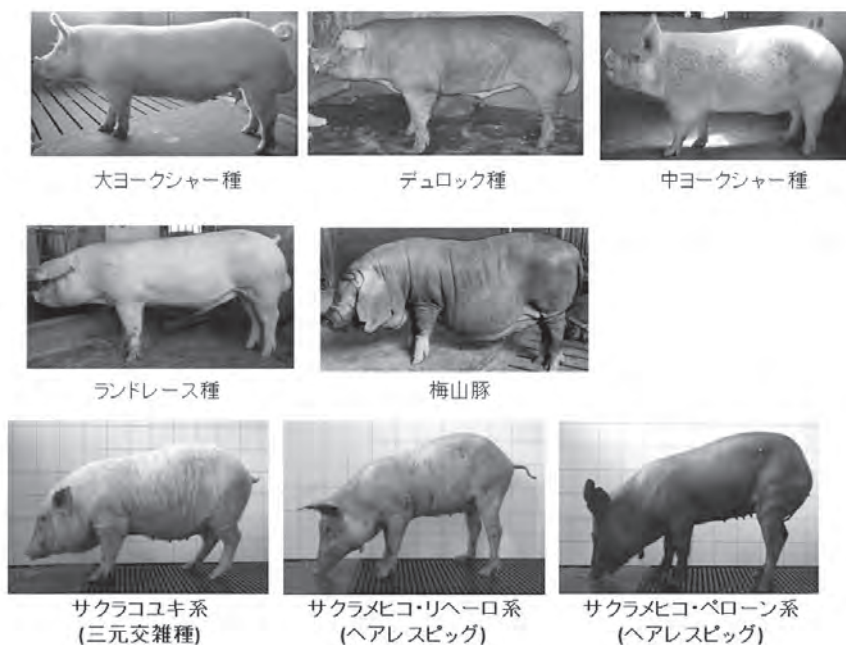 大ヨークシャー種
デュロック種
中ヨークシャー種
ランドレース種
梅山豚
サクラコユキ系
(三元交雑種)
サクラメヒコ・リヘーロ系
(ヘアレスピッグ)
サクラメヒコ・ペローン系
(ヘアレスピッグ)